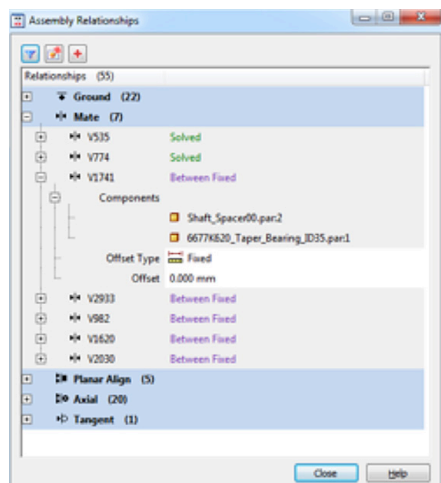 Assembly Relationships
Relationships (55)
Ground (22)
Mate (7)
V535 Solved
V774 Solved
V1741 Between Fixed
Components
Shaft_Spacer00.par:2
6677K620_Taper_Bearing_ID35.par:1
Offset Type Fixed
Offset 0.000 mm
V2933 Between Fixed
V982 Between Fixed
V1620 Between Fixed
V2030 Between Fixed
Planar Align (5)
Axial (20)
Tangent (1)
Close Help